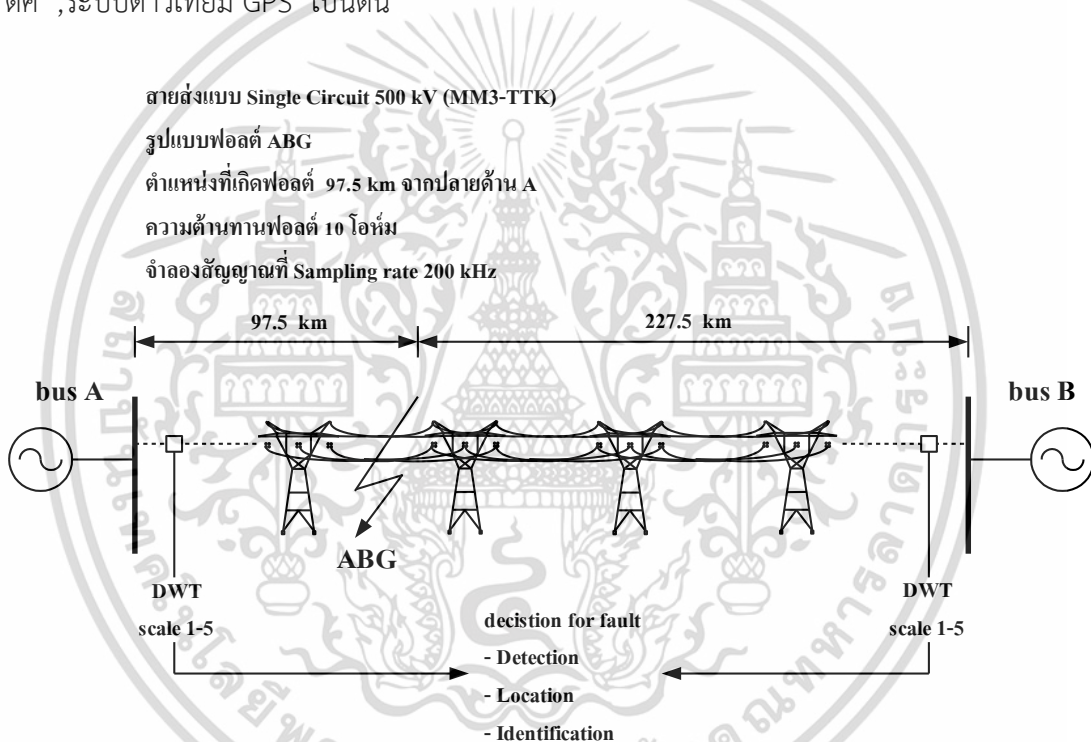 ,ระบบดาวเทียม GPS เป็นต้น
สายส่งแบบ Single Circuit 500 kV (MM3-TTK)
รูปแบบฟอลต์ ABG
ตำแหน่งที่เกิดฟอลต์ 97.5 km จากปลายด้าน A
ความต้านทานฟอลต์ 10 โอห์ม
จำลองสัญญาณที่ Sampling rate 200 kHz
97.5 km
227.5 km
bus A
bus B
ABG
DWT
scale 1-5
DWT
scale 1-5
decistion for fault
- Detection
- Location
- Identification